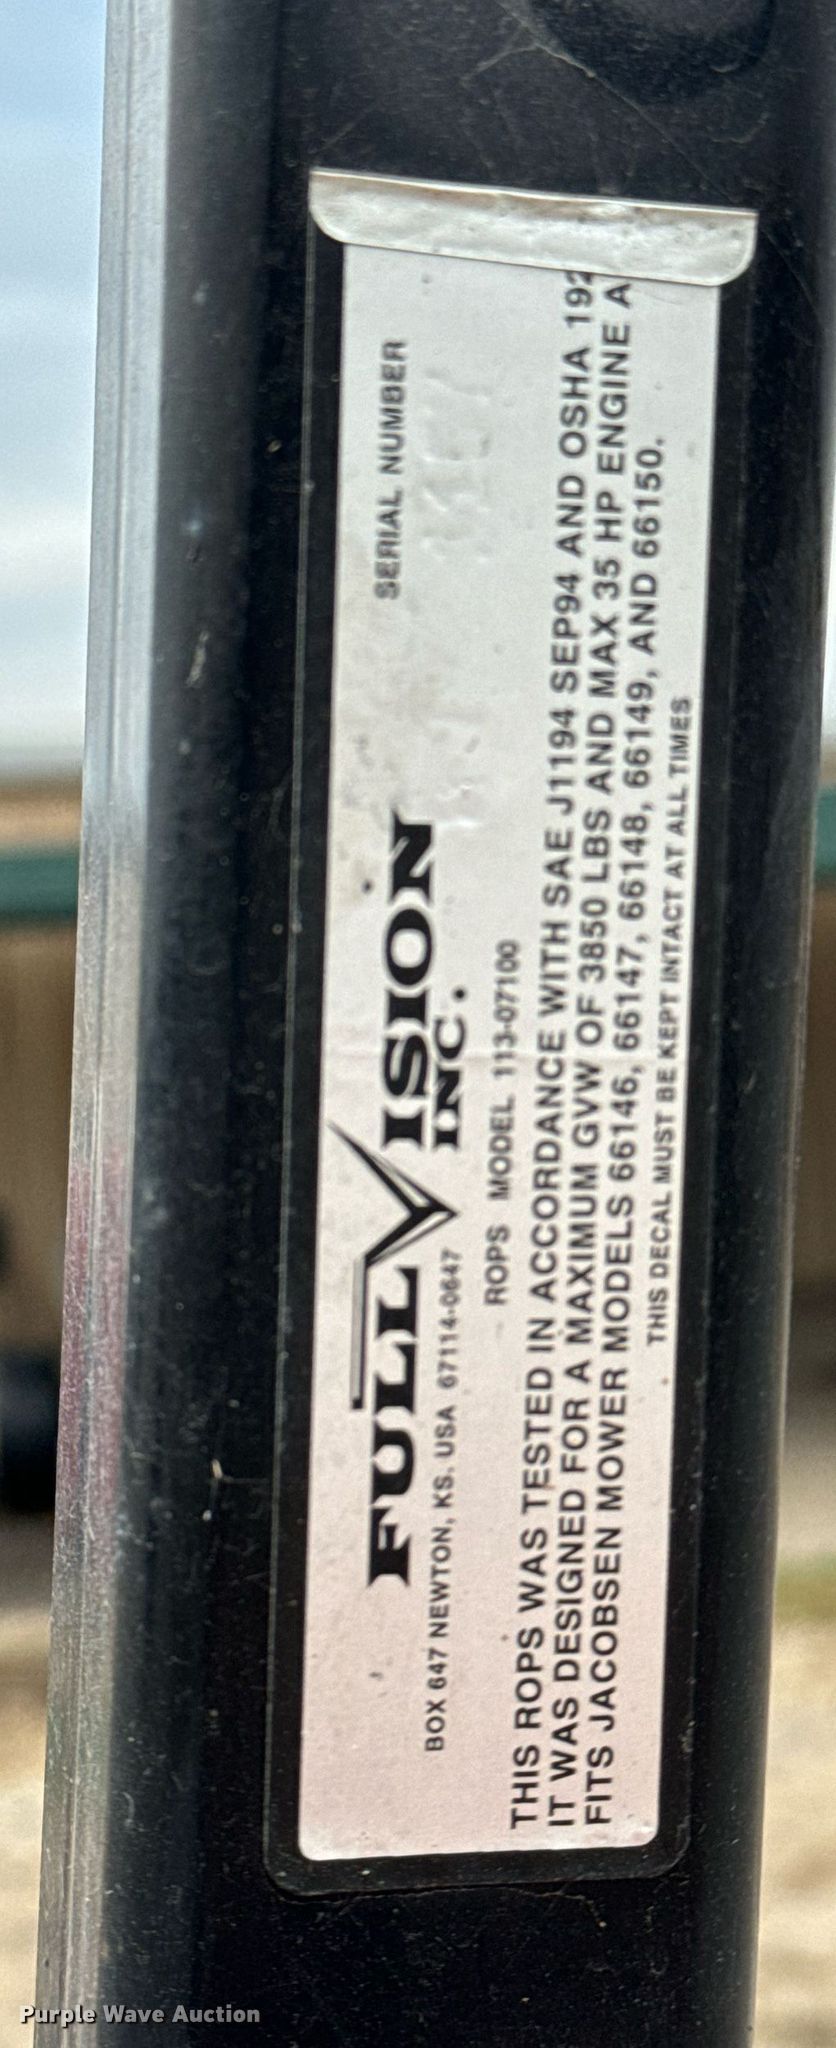 FULL VISION INC.
SERIAL NUMBER
BOX 647 NEWTON, KS. USA 67114-0647
ROPS MODEL 113-07100
THIS ROPS WAS TESTED IN ACCORDANCE WITH SAE J1194 SEP94 AND OSHA 192
IT WAS DESIGNED FOR A MAXIMUM GVW OF 3850 LBS AND MAX 35 HP ENGINE A
FITS JACOBSEN MOWER MODELS 66146, 66147, 66148, 66149, AND 66150.
THIS DECAL MUST BE KEPT INTACT AT ALL TIMES
Purple Wave Auction